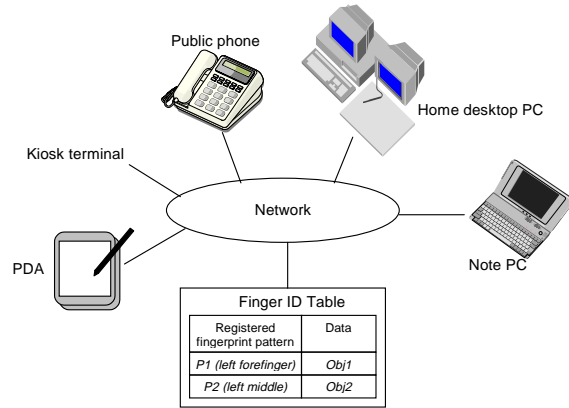 Public phone
Home desktop PC
Kiosk terminal
Network
PDA
Note PC
Finger ID Table
Registered
fingerprint pattern
Data
P1 (left forefinger)
Obj1
P2 (left middle)
Obj2